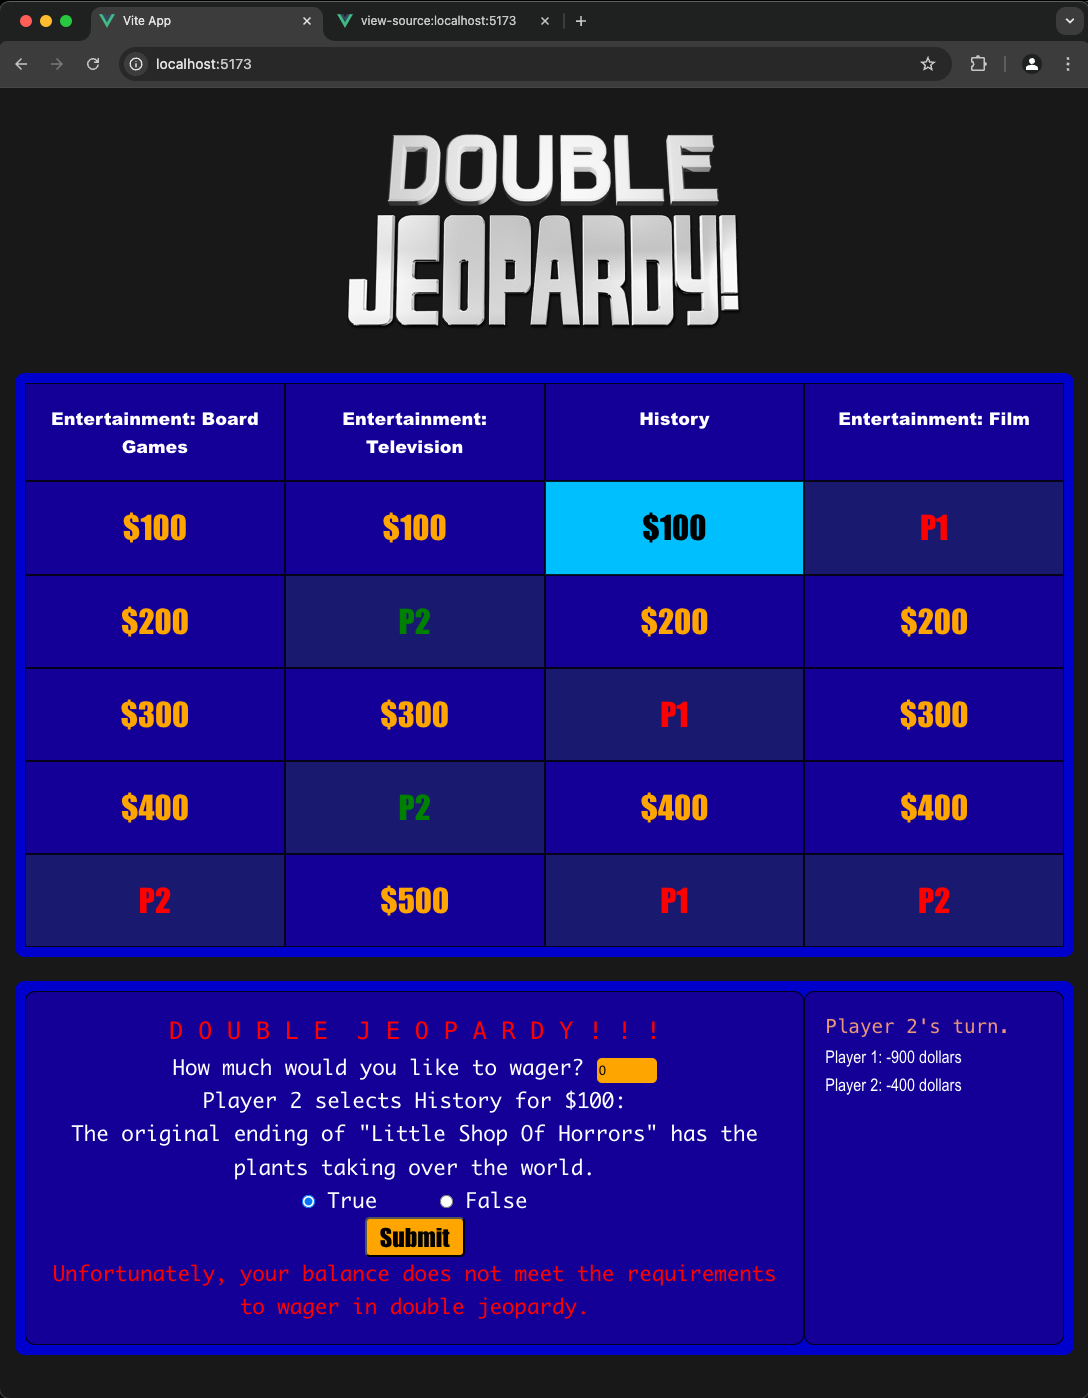 Vite App
view-source:localhost:5173
localhost:5173
DOUBLE
JEOPARDY!
Entertainment: Board
Games
Entertainment:
Television
History
Entertainment: Film
$100 $100 $100 P1
$200 P2 $200 $200
$300 $300 P1 $300
$400 P2 $400 $400
P2 $500 P1 P2
D O U B L E  J E O P A R D Y ! ! !
How much would you like to wager? 0
Player 2 selects History for $100:
The original ending of "Little Shop Of Horrors" has the
plants taking over the world.
True False
Submit
Unfortunately, your balance does not meet the requirements
to wager in double jeopardy.
Player 2's turn.
Player 1: -900 dollars
Player 2: -400 dollars